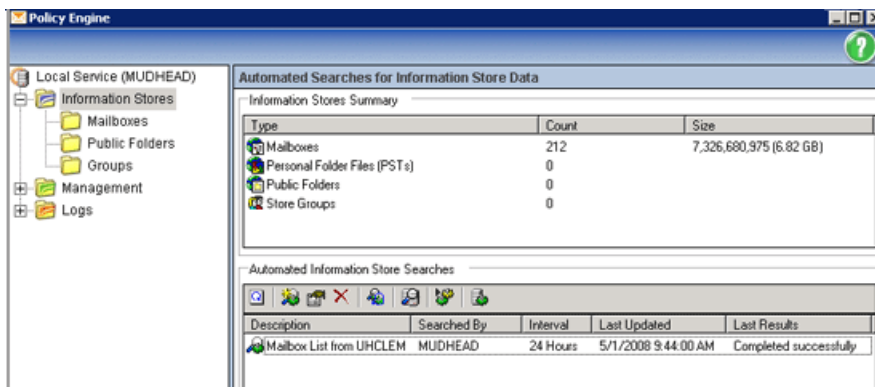 Policy Engine
Local Service (MUDHEAD)
Information Stores
Mailboxes
Public Folders
Groups
Management
Logs
Automated Searches for Information Store Data
Information Stores Summary
Type Count Size
Mailboxes 212 7,326,680,975 (6.82 GB)
Personal Folder Files (PSTs) 0
Public Folders 0
Store Groups 0
Automated Information Store Searches
Description Searched By Interval Last Updated Last Results
Mailbox List from UHCLEM MUDHEAD 24 Hours 5/1/2008 9:44:00 AM Completed successfully